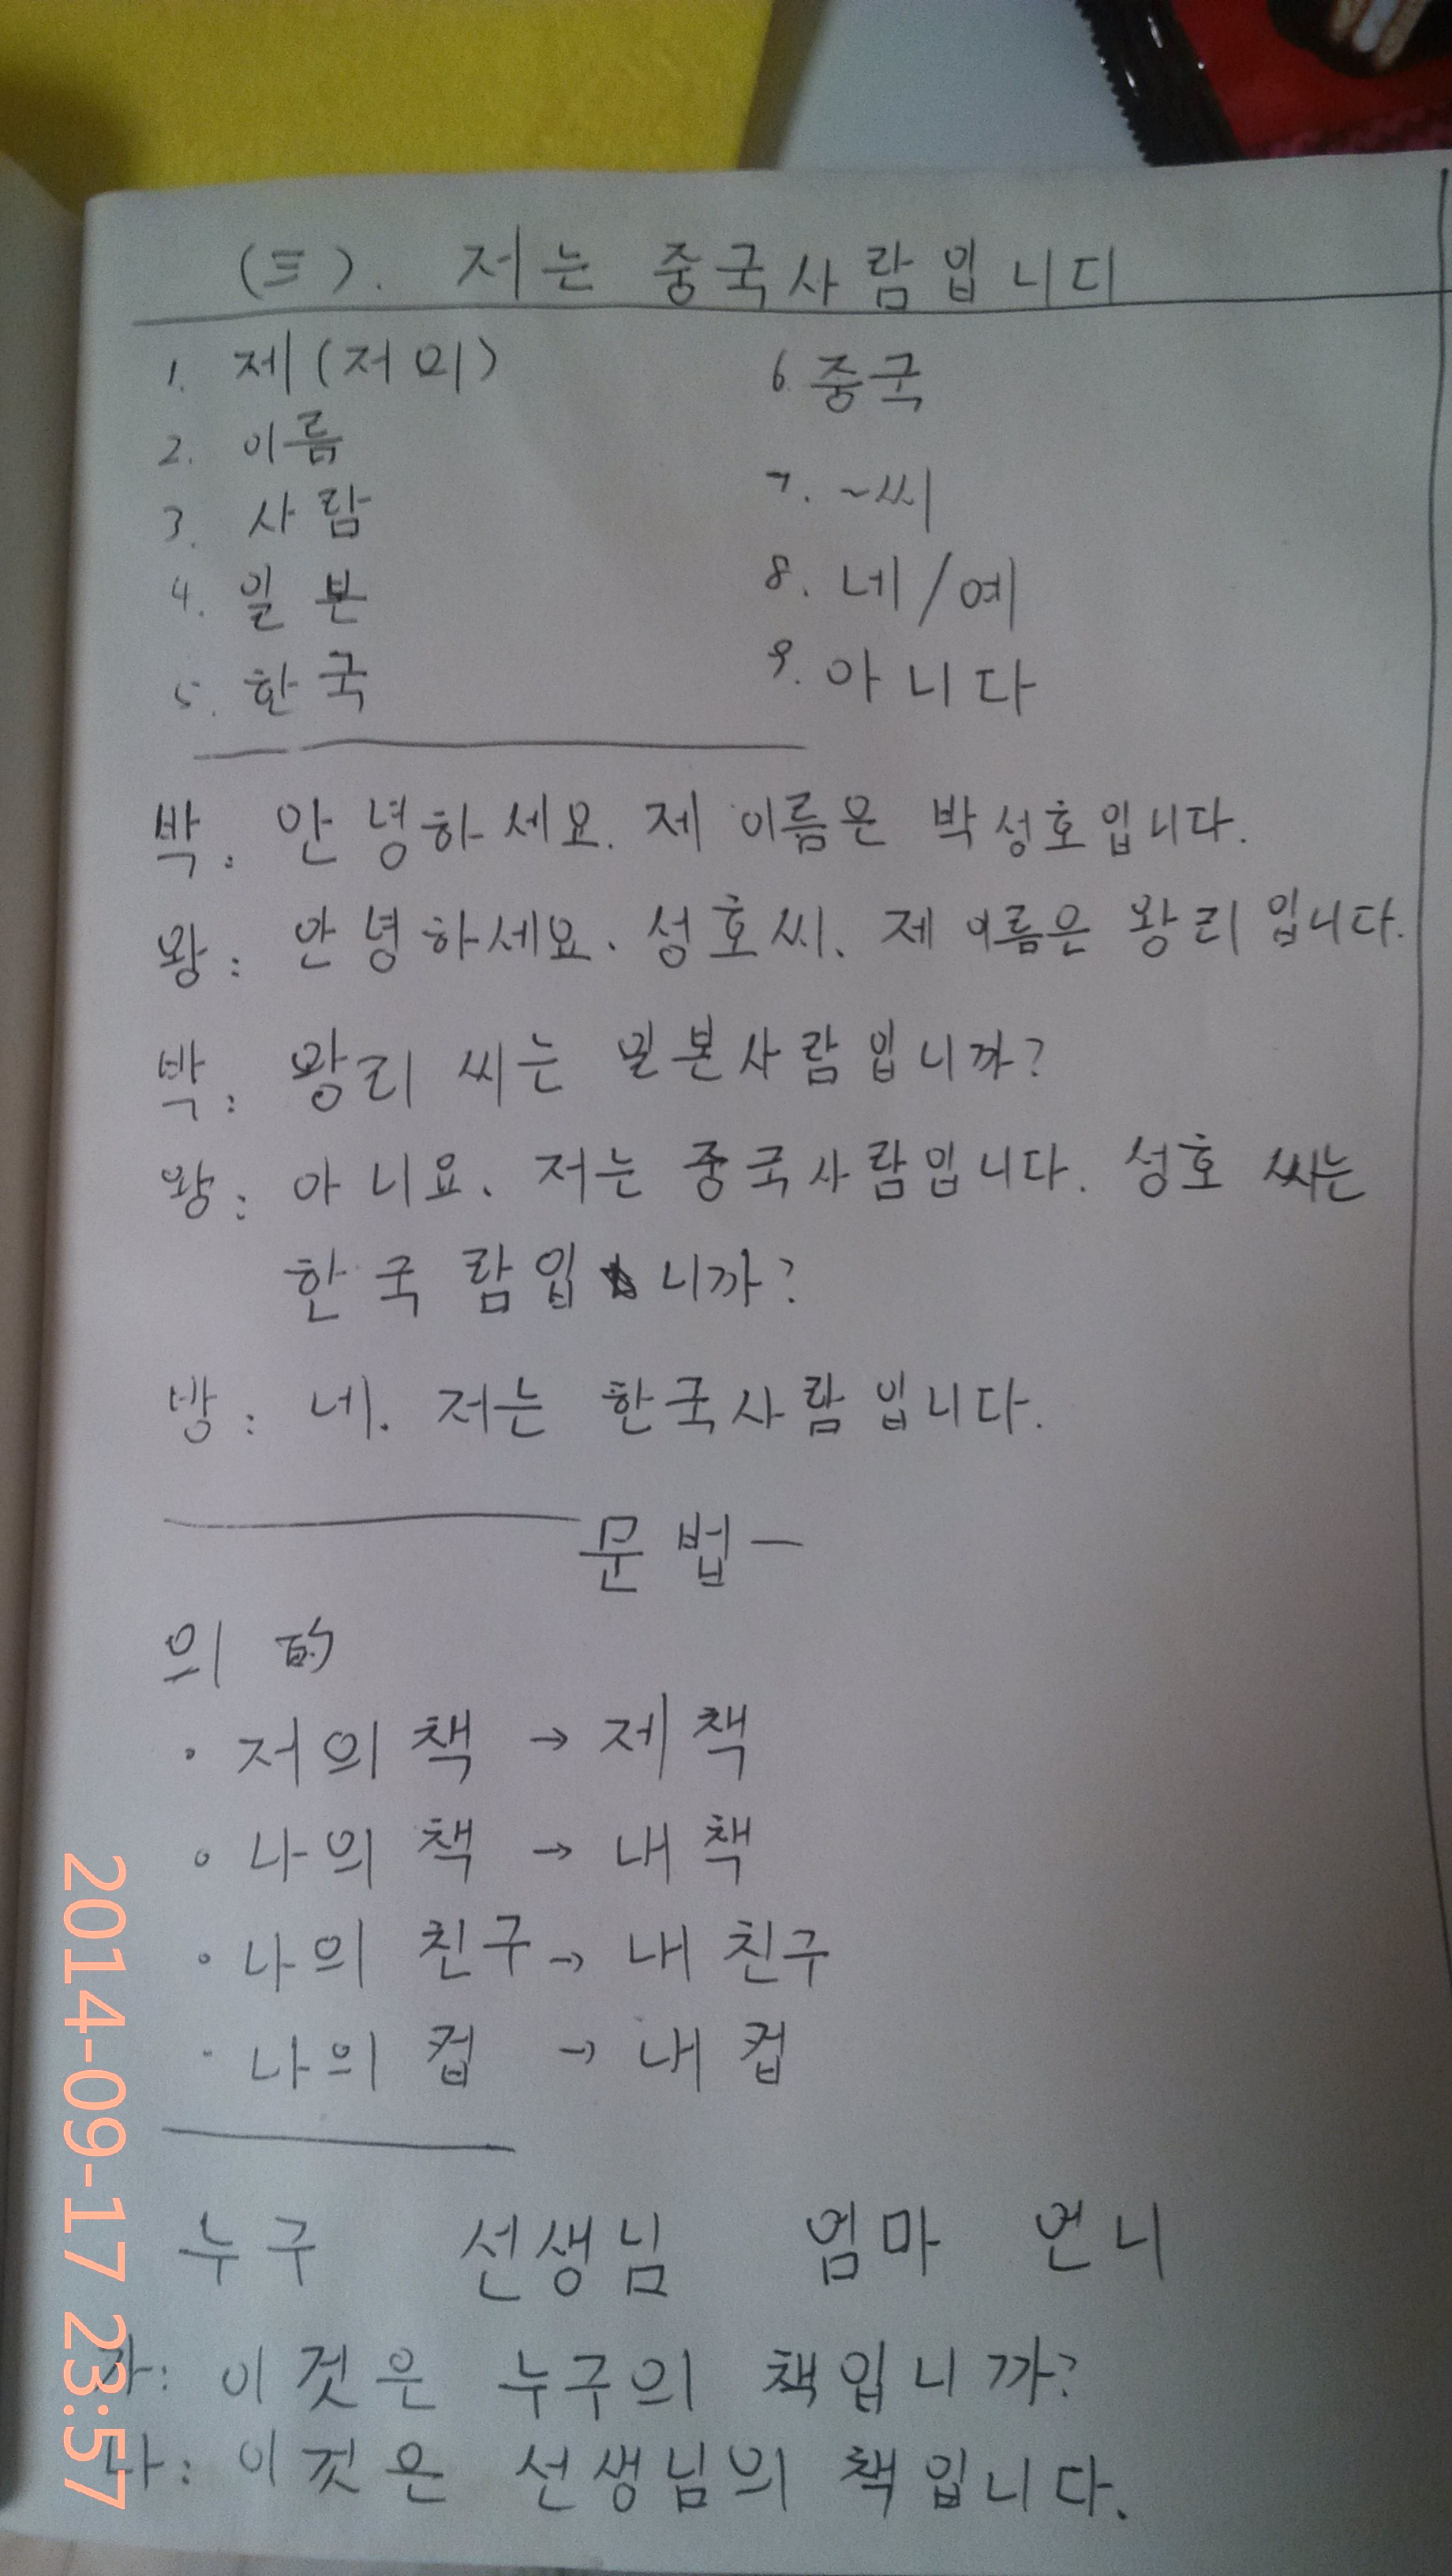 (三). 저는 중국사람입니디
1. 제(저의)
2. 이름
3. 사람
4. 일본
5. 한국
6. 중국
7. ~씨
8. 네/예
9. 아니다
박: 안녕하세요. 제 이름은 박성호입니다.
왕: 안녕하세요. 성호씨. 제 이름은 왕리입니다.
박: 왕리 씨는 일본사람입니까?
왕: 아니요. 저는 중국사람입니다. 성호 씨는
한국 람입니까?
방: 네. 저는 한국사람입니다.
문법一
의 的
· 저의 책 → 제 책
· 나의 책 → 내 책
· 나의 친구 → 내 친구
· 나의 컵 → 내 컵
누구 선생님 엄마 언니
가: 이것은 누구의 책입니까?
나: 이것은 선생님의 책입니다.
2014-09-17 23:57